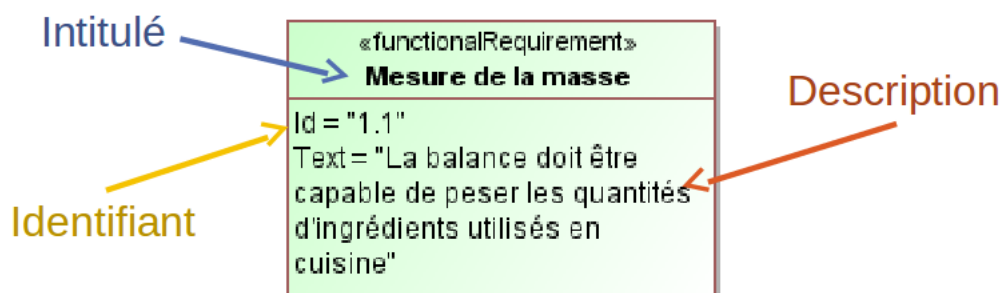 Intitulé
«functionalRequirement»
Mesure de la masse
Description
Id = "1.1"
Text = "La balance doit être
capable de peser les quantités
d'ingrédients utilisés en
cuisine"
Identifiant